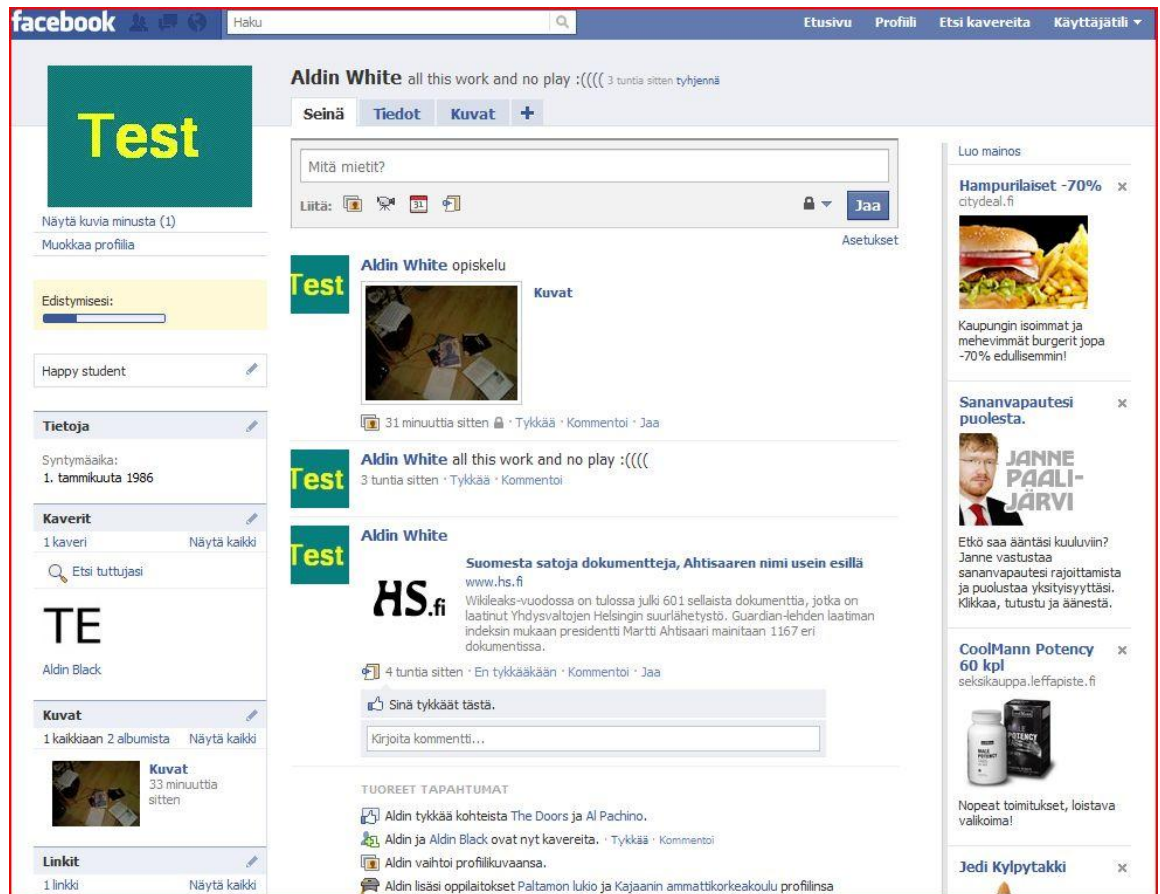 facebook
Haku
Etusivu Profiili Etsi kavereita Käyttäjätili
Test
Näytä kuvia minusta (1)
Muokkaa profiilia
Edistymisesi:
Happy student
Tietoja
Syntymäaika:
1. tammikuuta 1986
Kaverit
1 kaveri Näytä kaikki
Etsi tuttujasi
TE
Aldin Black
Kuvat
1 kaikkiaan 2 albumista Näytä kaikki
Kuvat
33 minuuttia
sitten
Linkit
1 linkki Näytä kaikki
Aldin White all this work and no play :(((( 3 tuntia sitten tyhjennä
Seinä Tiedot Kuvat +
Mitä mietit?
Liitä: 31 Jaa
Asetukset
Test
Aldin White opiskelu
Kuvat
31 minuuttia sitten · Tykkää · Kommentoi · Jaa
Test
Aldin White all this work and no play :((((
3 tuntia sitten · Tykkää · Kommentoi
Test
Aldin White
HS.fi
Suomesta satoja dokumentteja, Ahtisaaren nimi usein esillä
www.hs.fi
Wikileaks-vuodossa on tulossa julki 601 sellaista dokumenttia, jotka on
laatinut Yhdysvaltojen Helsingin suurlähetystö. Guardian-lehden laatiman
indeksin mukaan presidentti Martti Ahtisaari mainitaan 1167 eri
dokumentissa.
4 tuntia sitten · En tykkääkään · Kommentoi · Jaa
Sinä tykkäät tästä.
Kirjoita kommentti...
TUOREET TAPAHTUMAT
Aldin tykkää kohteista The Doors ja Al Pachino.
Aldin ja Aldin Black ovat nyt kavereita. · Tykkää · Kommentoi
Aldin vaihtoi profiilikuvaansa.
Aldin lisäsi oppilaitokset Paltamon lukio ja Kajaanin ammattikorkeakoulu profiilinsa
Luo mainos
Hampurilaiset -70%
citydeal.fi
Kaupungin isoimmat ja
mehevimmät burgerit jopa
-70% edullisemmin!
Sananvapautesi
puolesta.
JANNE
PAALI-
JÄRVI
Etkö saa ääntäsi kuuluviin?
Janne vastustaa
sananvapautesi rajoittamista
ja puolustaa yksityisyyttäsi.
Klikkaa, tutustu ja äänestä.
CoolMann Potency
60 kpl
seksikauppa.leffapiste.fi
MALE
POTENCY
Nopeat toimitukset, loistava
valikoima!
Jedi Kylpytakki